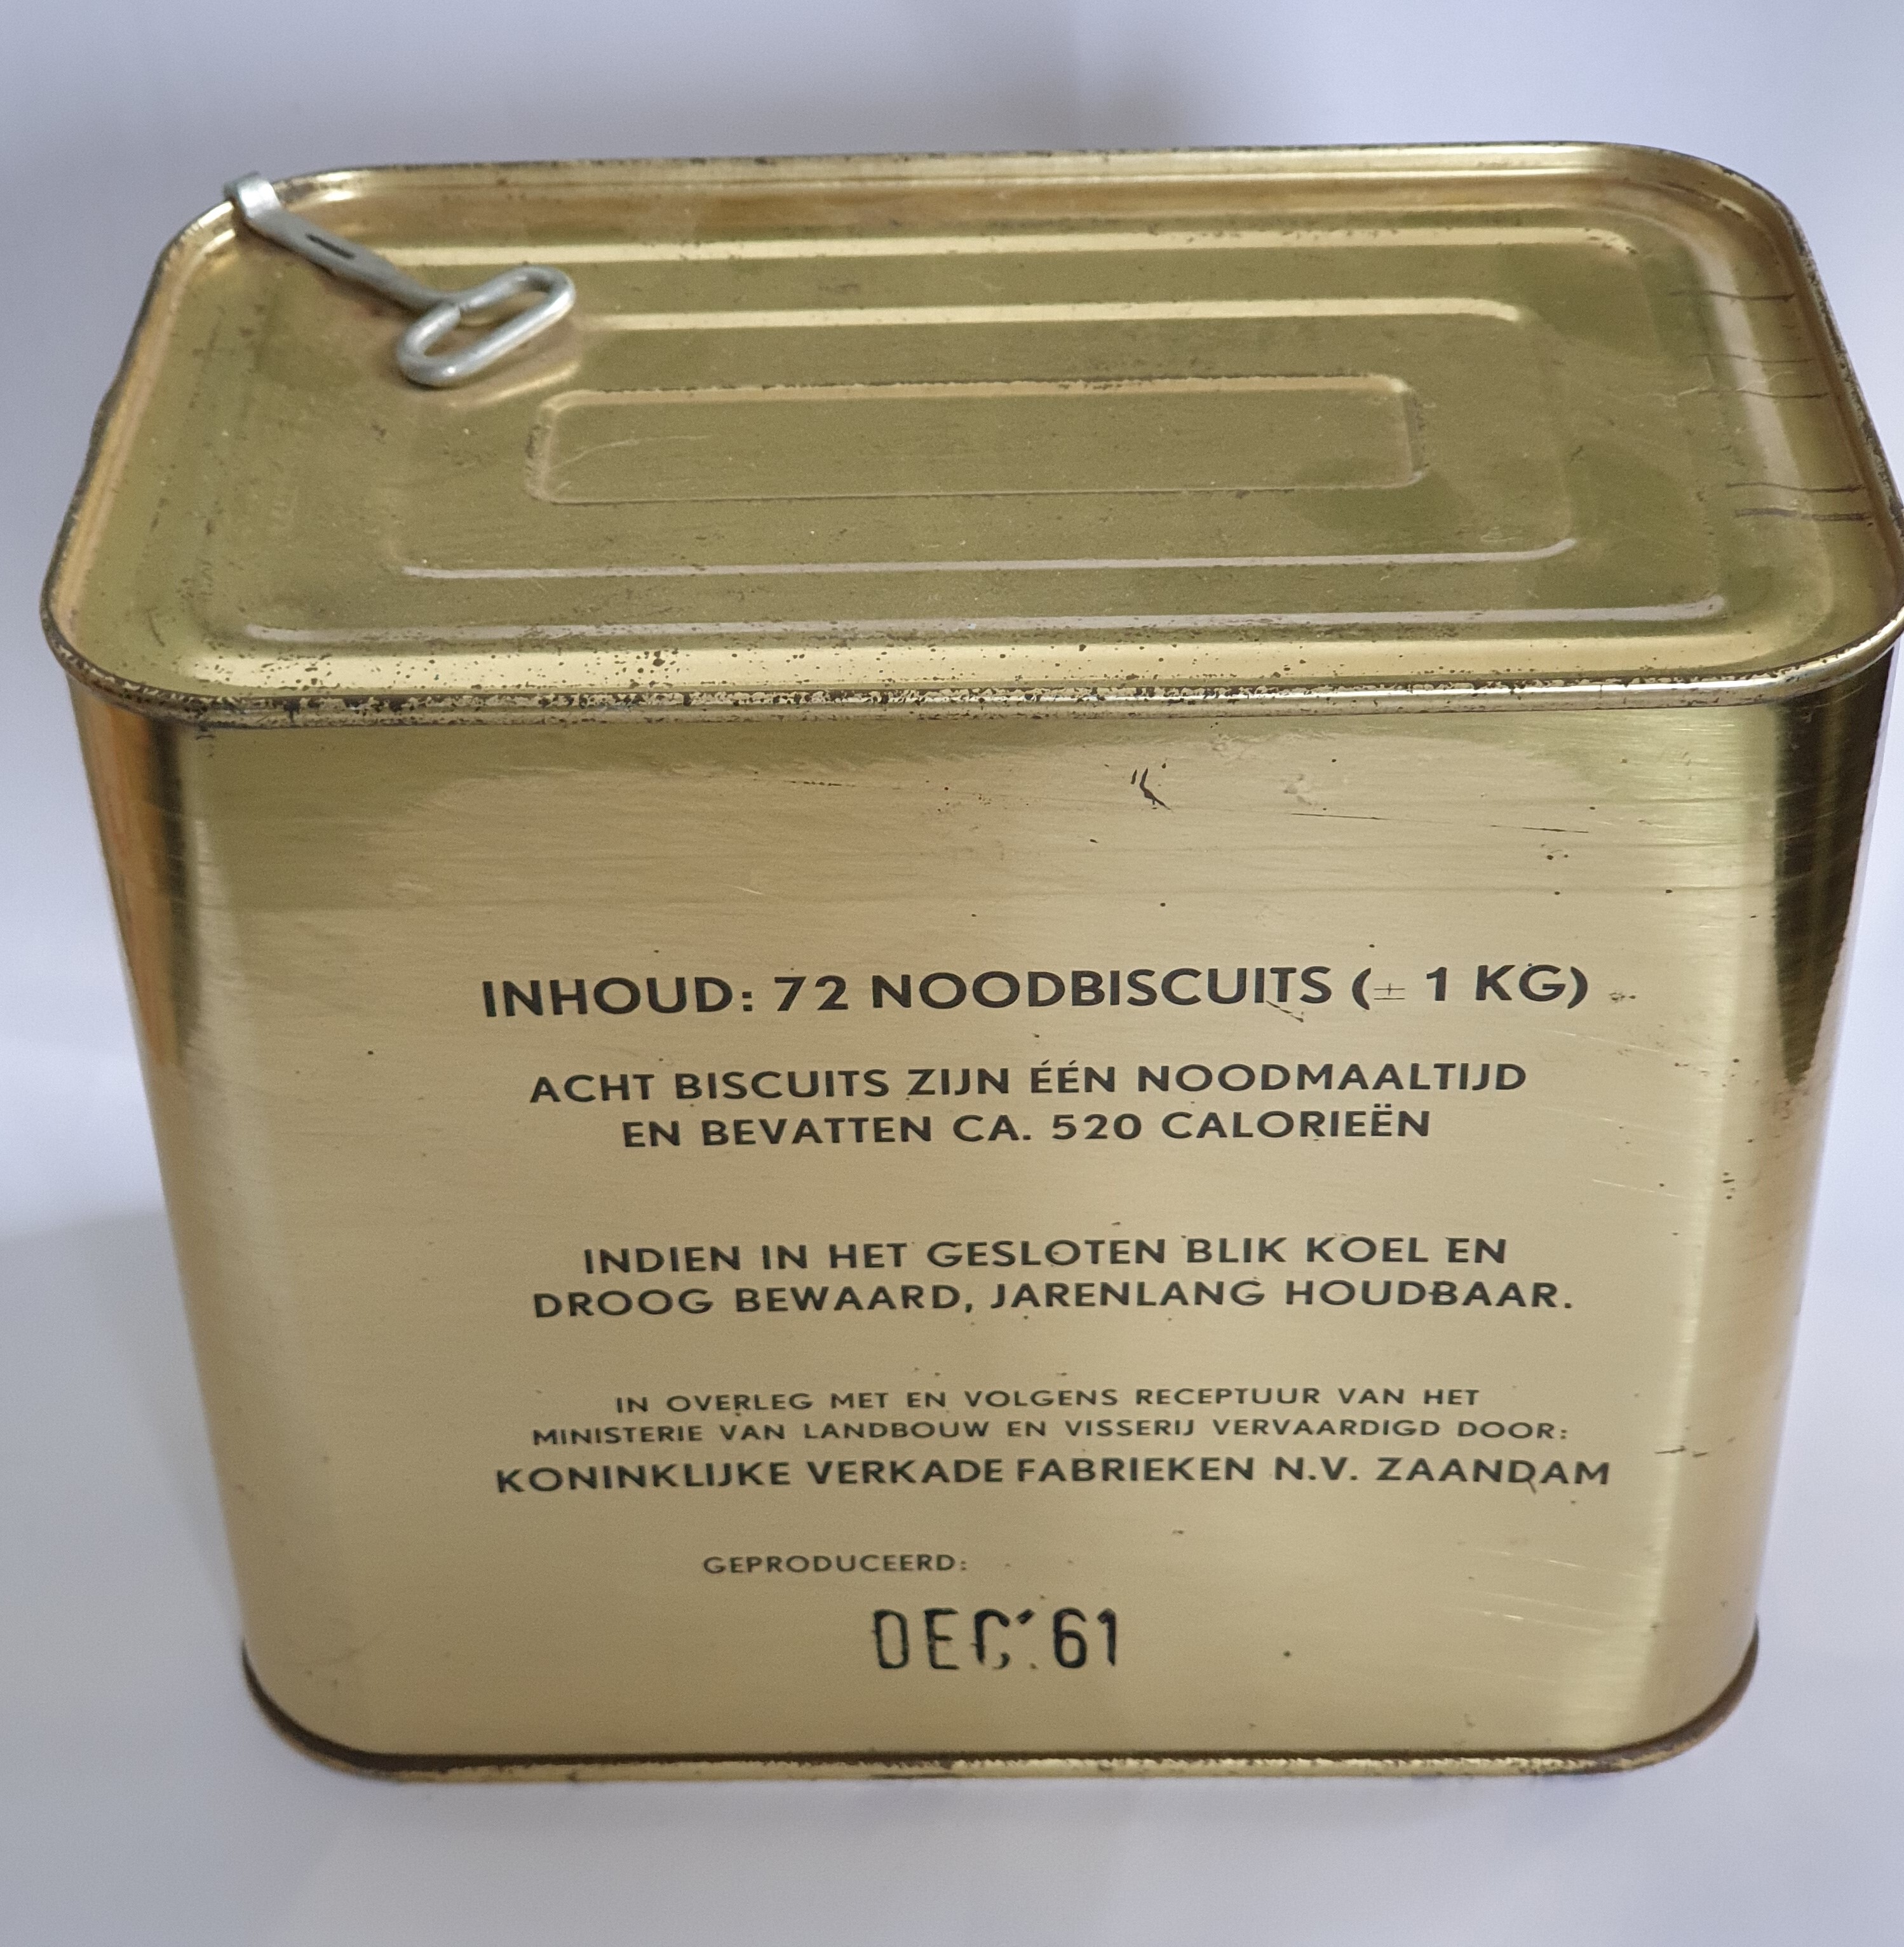 INHOUD: 72 NOODBISCUITS (± 1 KG)
ACHT BISCUITS ZIJN ÉÉN NOODMAALTIJD
EN BEVATTEN CA. 520 CALORIEËN
INDIEN IN HET GESLOTEN BLIK KOEL EN
DROOG BEWAARD, JARENLANG HOUDBAAR.
IN OVERLEG MET EN VOLGENS RECEPTUUR VAN HET
MINISTERIE VAN LANDBOUW EN VISSERIJ VERVAARDIGD DOOR:
KONINKLIJKE VERKADE FABRIEKEN N.V. ZAANDAM
GEPRODUCEERD:
DEC'61